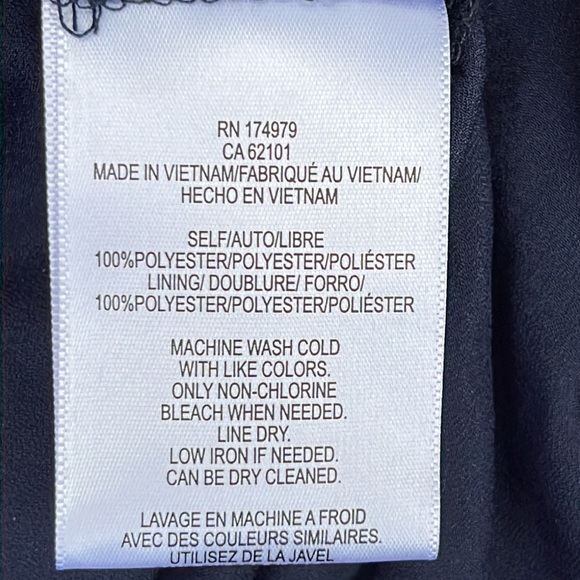 RN 174979
CA 62101
MADE IN VIETNAM/FABRIQUÉ AU VIETNAM/
HECHO EN VIETNAM
SELF/AUTO/LIBRE
100%POLYESTER/POLYESTER/POLIÉSTER
LINING/ DOUBLURE/ FORRO/
100%POLYESTER/POLYESTER/POLIÉSTER
MACHINE WASH COLD
WITH LIKE COLORS.
ONLY NON-CHLORINE
BLEACH WHEN NEEDED.
LINE DRY.
LOW IRON IF NEEDED.
CAN BE DRY CLEANED.
LAVAGE EN MACHINE A FROID
AVEC DES COULEURS SIMILAIRES.
UTILISEZ DE LA JAVEL